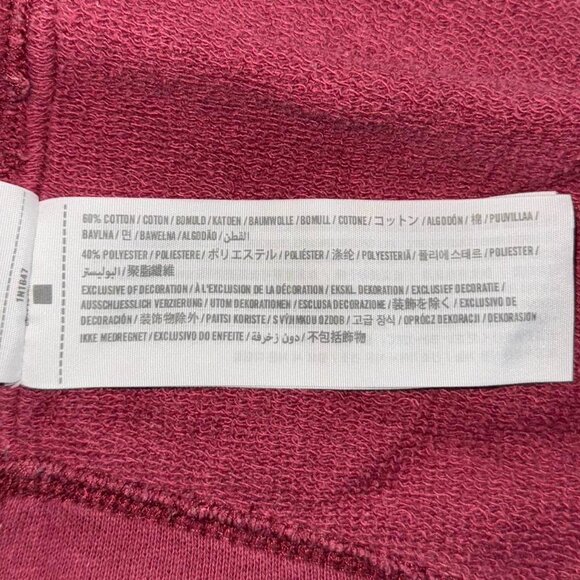 60% COTTON / COTON / BOMULD / KATOEN / BAUMWOLLE / BOMULL / COTONE / コットン / ALGODÓN / 棉 / PUUVILLAA /
BAVLNA / 면 / BAWEŁNA / ALGODÃO / القطن /
40% POLYESTER / POLIESTERE / ポリエステル / POLIÉSTER / 涤纶 / POLYESTERIÄ / 폴리에스테르 / POLIESTER /
البوليستر / 聚脂纖維
EXCLUSIVE OF DECORATION / À L'EXCLUSION DE LA DÉCORATION / EKSKL. DEKORATION / EXCLUSIEF DECORATIE /
AUSSCHLIESSLICH VERZIERUNG / UTOM DEKORATIONEN / ESCLUSA DECORAZIONE / 装飾を除く / EXCLUSIVO DE
DECORACIÓN / 装饰物除外 / PAITSI KORISTE / S VÝJIMKOU OZDOB / 고급 장식 / OPRÓCZ DEKORACJI / DEKORASJON
IKKE MEDREGNET / EXCLUSIVO DO ENFEITE / دون زخرفة / 不包括飾物
1N1647